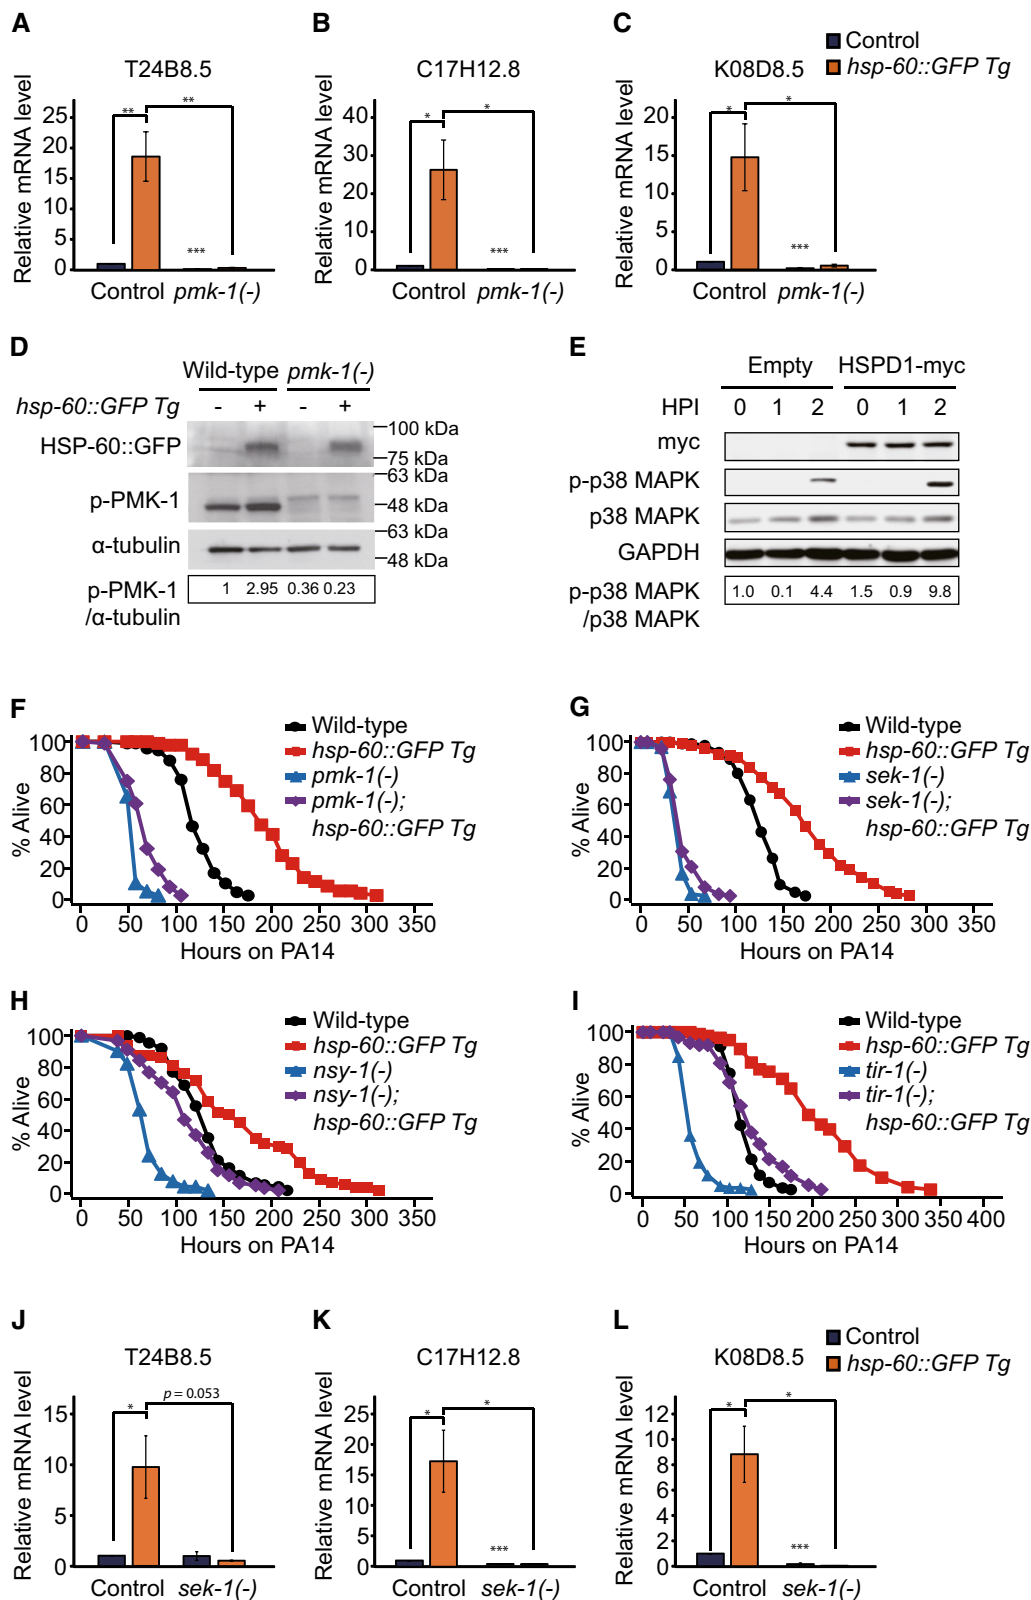 A
B
C
Control
hsp-60::GFP Tg
T24B8.5
C17H12.8
K08D8.5
Relative mRNA level
25
20
15
10
5
0
**
**
***
Control pmk-1(-)
Relative mRNA level
40
30
20
10
0
*
*
***
Control pmk-1(-)
Relative mRNA level
20
15
10
5
0
*
*
***
Control pmk-1(-)
D
Wild-type pmk-1(-)
hsp-60::GFP Tg - + - +
HSP-60::GFP
100 kDa
75 kDa
p-PMK-1
63 kDa
48 kDa
α-tubulin
63 kDa
48 kDa
p-PMK-1
/α-tubulin
1 2.95 0.36 0.23
E
Empty HSPD1-myc
HPI 0 1 2 0 1 2
myc
p-p38 MAPK
p38 MAPK
GAPDH
p-p38 MAPK
/p38 MAPK
1.0 0.1 4.4 1.5 0.9 9.8
F
Wild-type
hsp-60::GFP Tg
pmk-1(-)
pmk-1(-);
hsp-60::GFP Tg
% Alive
100
80
60
40
20
0
0 50 100 150 200 250 300 350
Hours on PA14
G
Wild-type
hsp-60::GFP Tg
sek-1(-)
sek-1(-);
hsp-60::GFP Tg
% Alive
100
80
60
40
20
0
0 50 100 150 200 250 300 350
Hours on PA14
H
Wild-type
hsp-60::GFP Tg
nsy-1(-)
nsy-1(-);
hsp-60::GFP Tg
% Alive
100
80
60
40
20
0
0 50 100 150 200 250 300 350
Hours on PA14
I
Wild-type
hsp-60::GFP Tg
tir-1(-)
tir-1(-);
hsp-60::GFP Tg
% Alive
100
80
60
40
20
0
0 50 100 150 200 250 300 350 400
Hours on PA14
J
K
L
Control
hsp-60::GFP Tg
T24B8.5
C17H12.8
K08D8.5
Relative mRNA level
15
10
5
0
*
p = 0.053
Control sek-1(-)
Relative mRNA level
25
20
15
10
5
0
*
*
***
Control sek-1(-)
Relative mRNA level
12
10
8
6
4
2
0
*
*
***
Control sek-1(-)